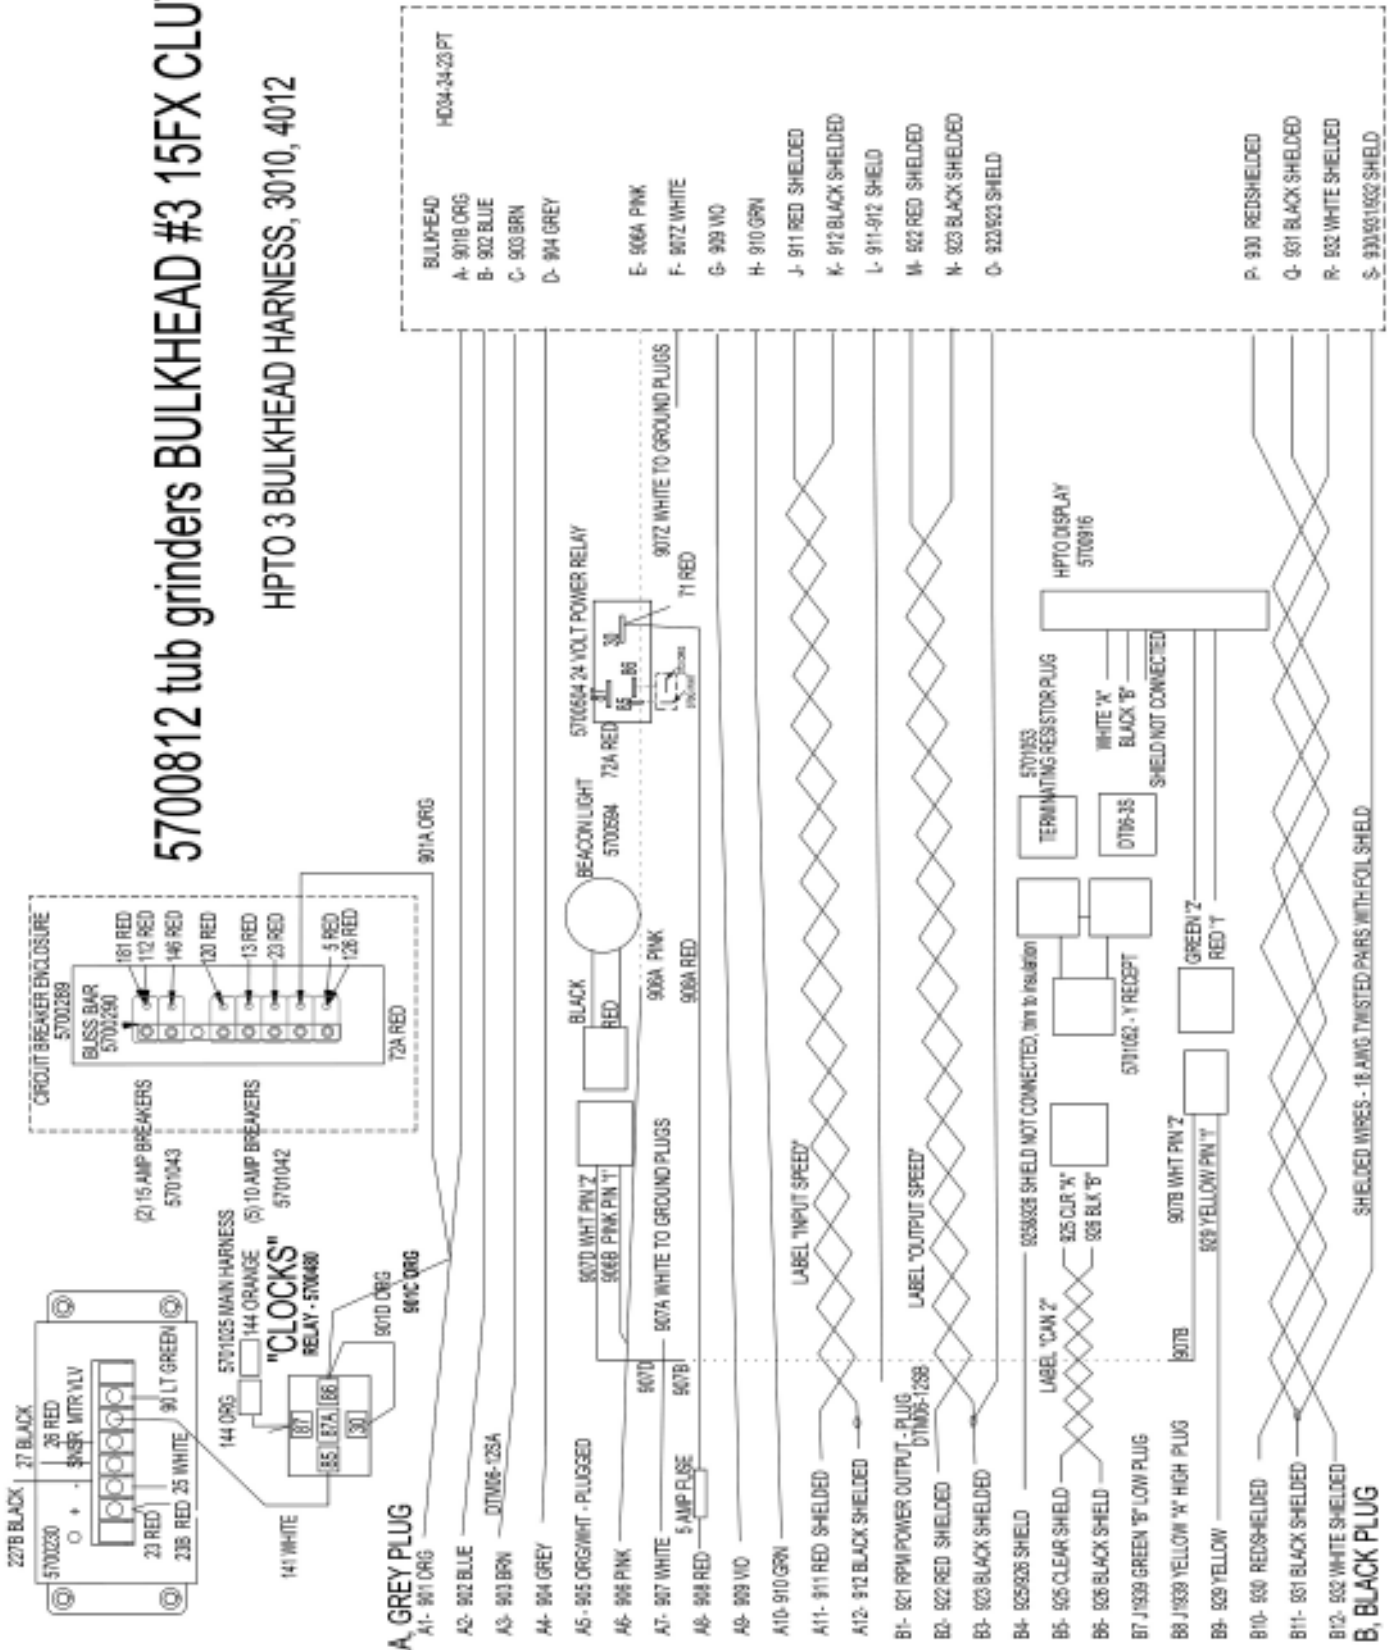 5700812 tub grinders BULKHEAD #3 15FX CLU
HPTO 3 BULKHEAD HARNESS, 3010, 4012
HD34-24-23 PT
BULKHEAD
A- 901B ORG
B- 902 BLUE
C- 903 BRN
D- 904 GREY
E- 906A PINK
F- 907Z WHITE
G- 909 VIO
H- 910 GRN
J- 911 RED SHIELDED
K- 912 BLACK SHIELDED
L- 911-912 SHIELD
M- 922 RED SHIELDED
N- 923 BLACK SHIELDED
O- 922/923 SHIELD
P- 930 REDSHIELDED
Q- 931 BLACK SHIELDED
R- 932 WHITE SHIELDED
S- 930/931/932 SHIELD
CIRCUIT BREAKER ENCLOSURE
5700289
BUSS BAR
5700290
181 RED
112 RED
146 RED
120 RED
13 RED
23 RED
5 RED
126 RED
72A RED
901A ORG
(2) 15 AMP BREAKERS
5701043
(5) 10 AMP BREAKERS
5701042
227B BLACK
27 BLACK
26 RED
5700230
+
-
SNSR MTR VLV
23 RED
23B RED
25 WHITE
90 LT GREEN
141 WHITE
144 ORG
5701025 MAIN HARNESS
144 ORANGE
"CLOCKS"
RELAY - 5700480
87
85
87A
86
30
901D ORG
901C ORG
A, GREY PLUG
A1- 901 ORG
A2- 902 BLUE
A3- 903 BRN
DTM06-12SA
A4- 904 GREY
A5- 905 ORG/WHT - PLUGGED
A6- 906 PINK
A7- 907 WHITE
A8- 908 RED
5 AMP FUSE
A9- 909 VIO
A10- 910 GRN
A11- 911 RED SHIELDED
A12- 912 BLACK SHIELDED
B1- 921 RPM POWER OUTPUT - PLUG
DTM06-12SB
B2- 922 RED SHIELDED
B3- 923 BLACK SHIELDED
B4- 925/926 SHIELD
B5- 925 CLEAR SHIELD
B6- 926 BLACK SHIELD
B7 J1939 GREEN "B" LOW PLUG
B8 J1939 YELLOW "A" HIGH PLUG
B9- 929 YELLOW
B10- 930 REDSHIELDED
B11- 931 BLACK SHIELDED
B12- 932 WHITE SHIELDED
B, BLCK PLUG
BEACON LIGHT
5700594
BLACK
RED
907D WHT PIN '2'
906B PINK PIN '1'
907A WHITE TO GROUND PLUGS
907D
907B
906A PINK
908A RED
5700604 24 VOLT POWER RELAY
72A RED
87
85
86
30
71 RED
907Z WHITE TO GROUND PLUGS
LABEL "INPUT SPEED"
LABEL "OUTPUT SPEED"
LABEL "CAN 2"
925/926 SHIELD NOT CONNECTED, trim to insulation
925 CLR "A"
926 BLK "B"
5701052 - Y RECEPT
5701053
TERMINATING RESISTOR PLUG
DT06-3S
WHITE "A"
BLACK "B"
SHIELD NOT CONNECTED
HPTO DISPLAY
5700916
907B
907B WHT PIN '2'
929 YELLOW PIN '1'
GREEN '2'
RED '1'
SHIELDED WIRES - 18 AWG TWISTED PAIRS WITH FOIL SHIELD